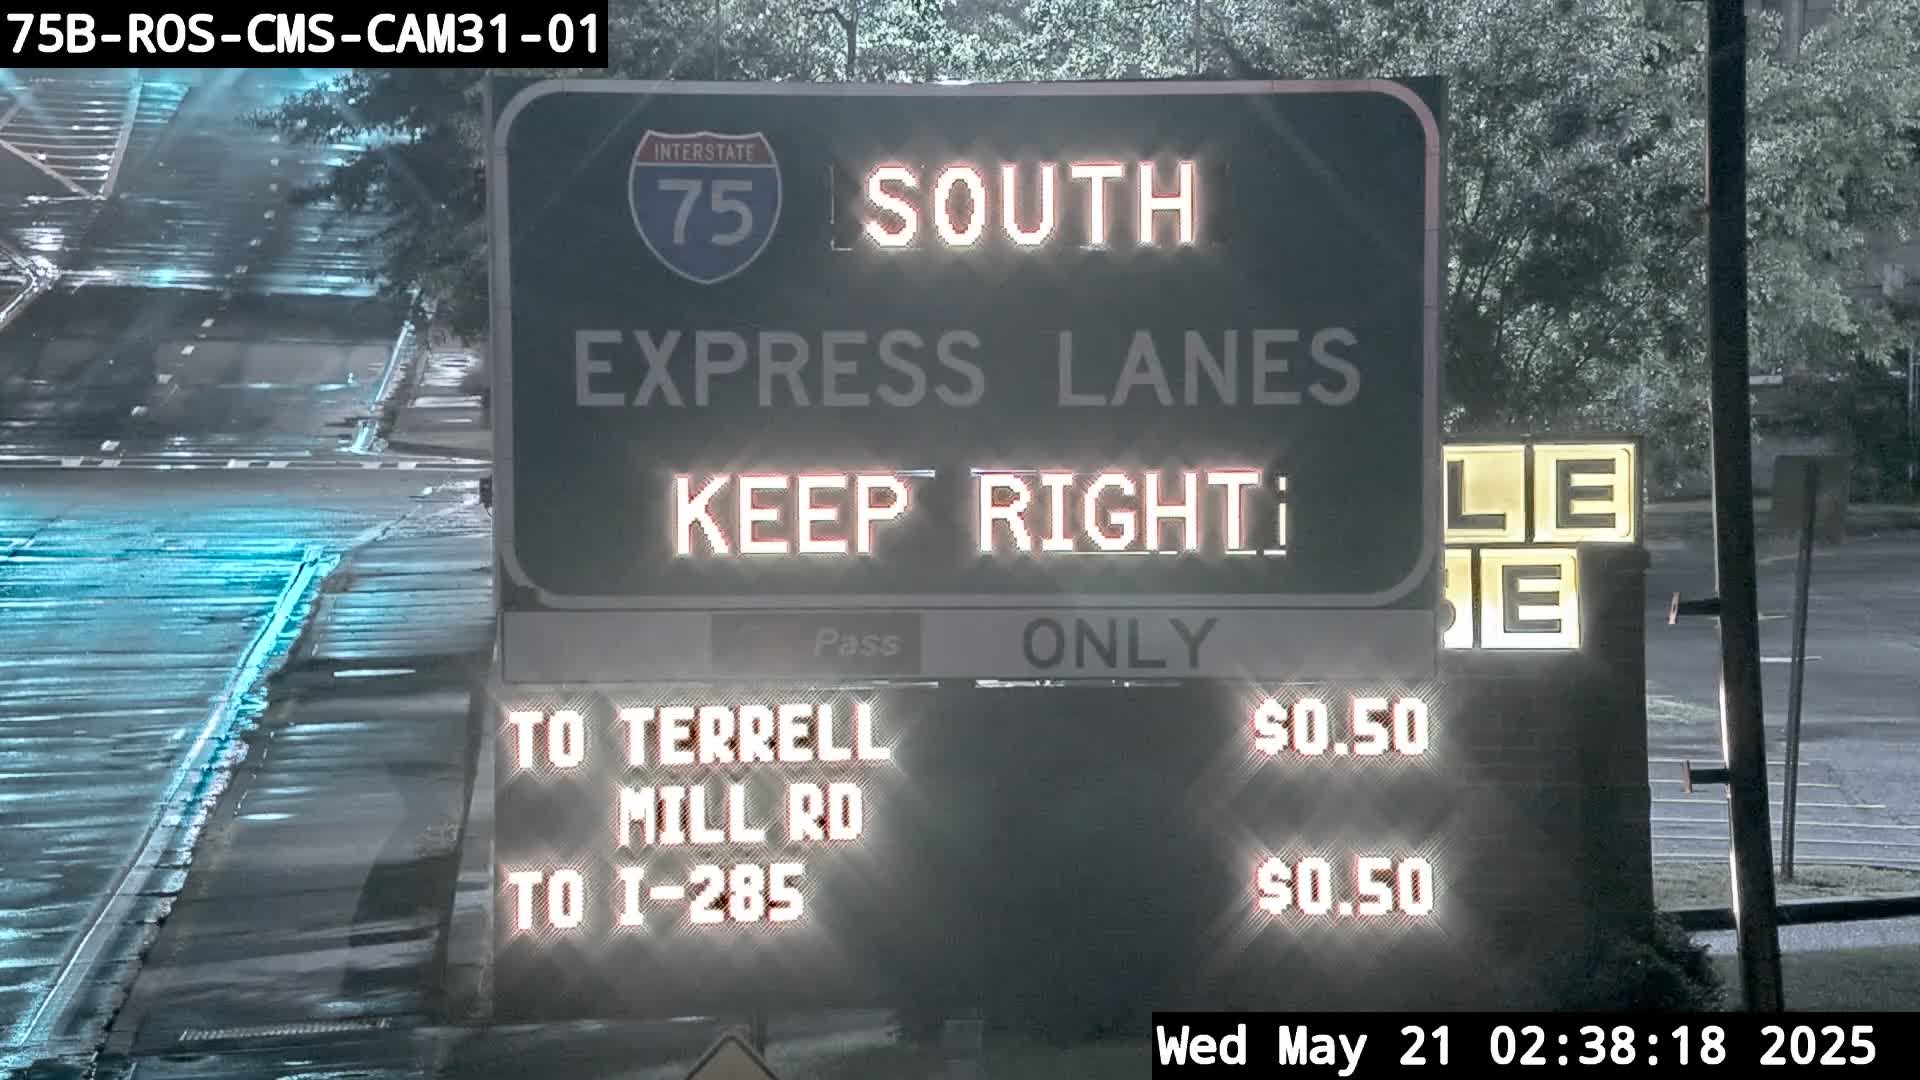 75B-ROS-CMS-CAM31-01
INTERSTATE
75
SOUTH
EXPRESS LANES
KEEP RIGHT
Pass ONLY
LE
E
TO TERRELL $0.50
MILL RD
TO I-285 $0.50
Wed May 21 02:38:18 2025